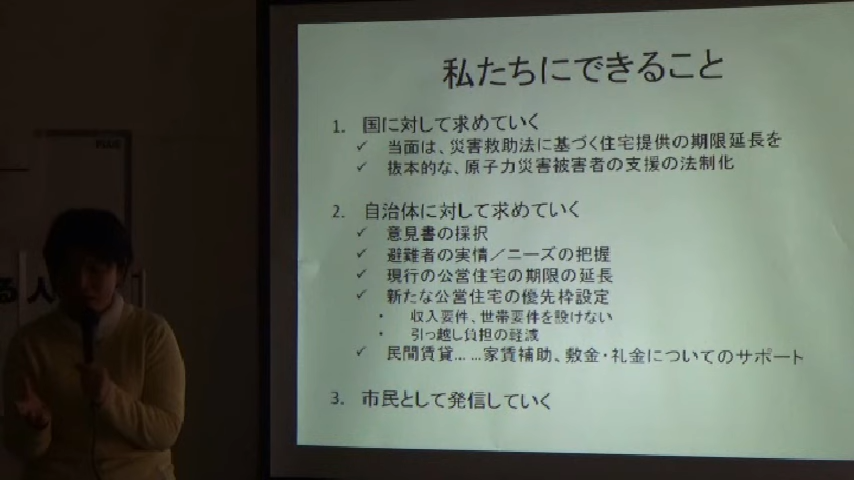 私たちにできること
1. 国に対して求めていく
✓ 当面は、災害救助法に基づく住宅提供の期限延長を
✓ 抜本的な、原子力災害被害者の支援の法制化
2. 自治体に対して求めていく
✓ 意見書の採択
✓ 避難者の実情／ニーズの把握
✓ 現行の公営住宅の期限の延長
✓ 新たな公営住宅の優先枠設定
・ 収入要件、世帯要件を設けない
・ 引っ越し負担の軽減
✓ 民間賃貸……家賃補助、敷金・礼金についてのサポート
3. 市民として発信していく
PLUS
る人